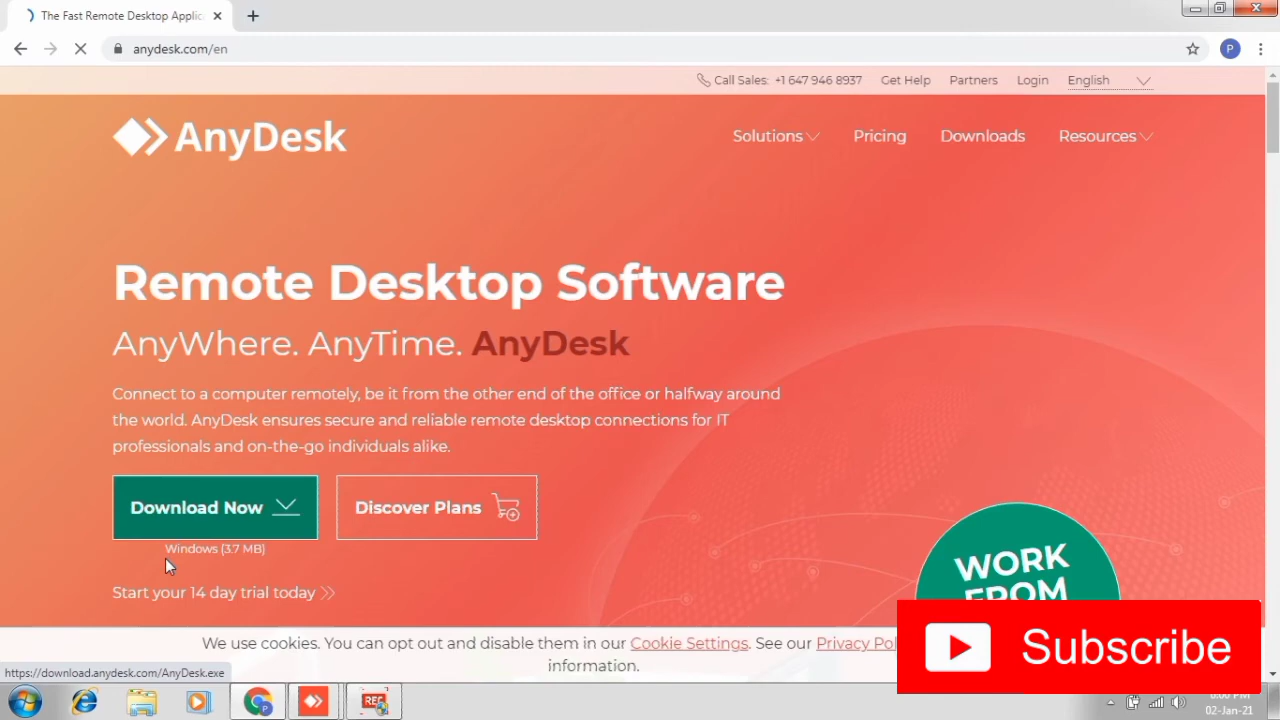 The Fast Remote Desktop Applic
anydesk.com/en
P
Call Sales: +1 647 946 8937 Get Help Partners Login English
AnyDesk
Solutions Pricing Downloads Resources
Remote Desktop Software
AnyWhere. AnyTime. AnyDesk
Connect to a computer remotely, be it from the other end of the office or halfway around
the world. AnyDesk ensures secure and reliable remote desktop connections for IT
professionals and on-the-go individuals alike.
Download Now
Discover Plans
Windows (3.7 MB)
Start your 14 day trial today
WORK
FROM
We use cookies. You can opt out and disable them in our Cookie Settings. See our Privacy Pol
information.
Subscribe
https://download.anydesk.com/AnyDesk.exe
P
REC
02-Jan-21